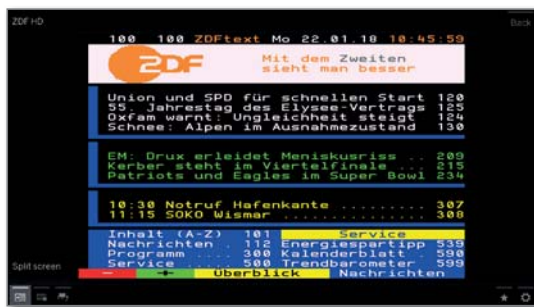 ZDF HD
Back
100 100 ZDFtext Mo 22.01.18 10:45:59
ZDF
Mit dem Zweiten
sieht man besser
Union und SPD für schnellen Start 120
55. Jahrestag des Elysee-Vertrags 125
Oxfam warnt: Ungleichheit steigt 124
Schnee: Alpen im Ausnahmezustand 130
EM: Drux erleidet Meniskusriss .. 209
Kerber steht im Viertelfinale ... 215
Patriots und Eagles im Super Bowl 234
10:30 Notruf Hafenkante ......... 307
11:15 SOKO Wismar ............... 308
Inhalt (A-Z) 101 Service
Nachrichten . 112 Energiespartipp 539
Programm .... 300 Kalenderblatt 590
Service ..... 500 Trendbarometer 599
Split screen
- + Überblick Nachrichten